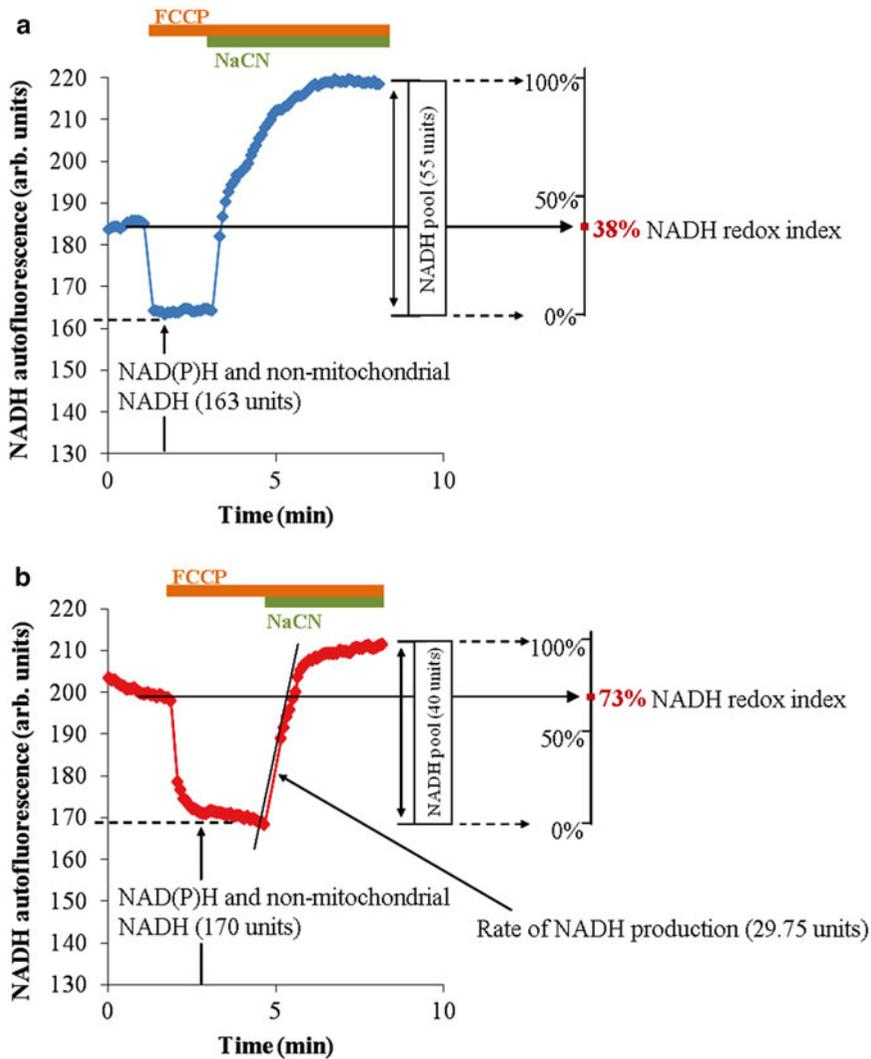 a
FCCP
NaCN
NADH autofluorescence (arb. units)
220
210
200
190
180
170
160
150
140
130
0
5
10
Time (min)
NAD(P)H and non-mitochondrial
NADH (163 units)
NADH pool (55 units)
100%
50%
0%
38% NADH redox index
b
FCCP
NaCN
NADH autofluorescence (arb. units)
220
210
200
190
180
170
160
150
140
130
0
5
10
Time (min)
NAD(P)H and non-mitochondrial
NADH (170 units)
NADH pool (40 units)
100%
50%
0%
73% NADH redox index
Rate of NADH production (29.75 units)